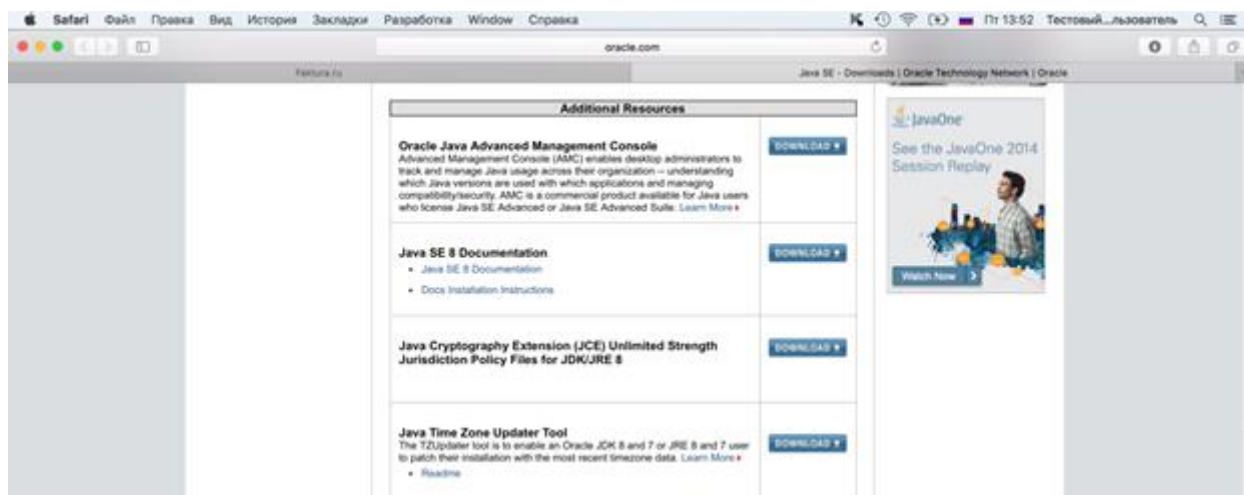 Safari Файл Правка Вид История Закладки Разработка Window Справка Пт 13:52 Тестовый...льзователь
oracle.com
Faktura.ru Java SE - Downloads | Oracle Technology Network | Oracle
Additional Resources
Oracle Java Advanced Management Console
DOWNLOAD
Advanced Management Console (AMC) enables desktop administrators to
track and manage Java usage across their organization -- understanding
which Java versions are used with which applications and managing
compatibility/security. AMC is a commercial product available for Java users
who license Java SE Advanced or Java SE Advanced Suite. Learn More
Java SE 8 Documentation
DOWNLOAD
• Java SE 8 Documentation
• Docs Installation Instructions
Java Cryptography Extension (JCE) Unlimited Strength
Jurisdiction Policy Files for JDK/JRE 8
DOWNLOAD
Java Time Zone Updater Tool
The TZUpdater tool is to enable an Oracle JDK 8 and 7 or JRE 8 and 7 user
to patch their installation with the most recent timezone data. Learn More
DOWNLOAD
• Readme
JavaOne
See the JavaOne 2014
Session Replay
Watch Now